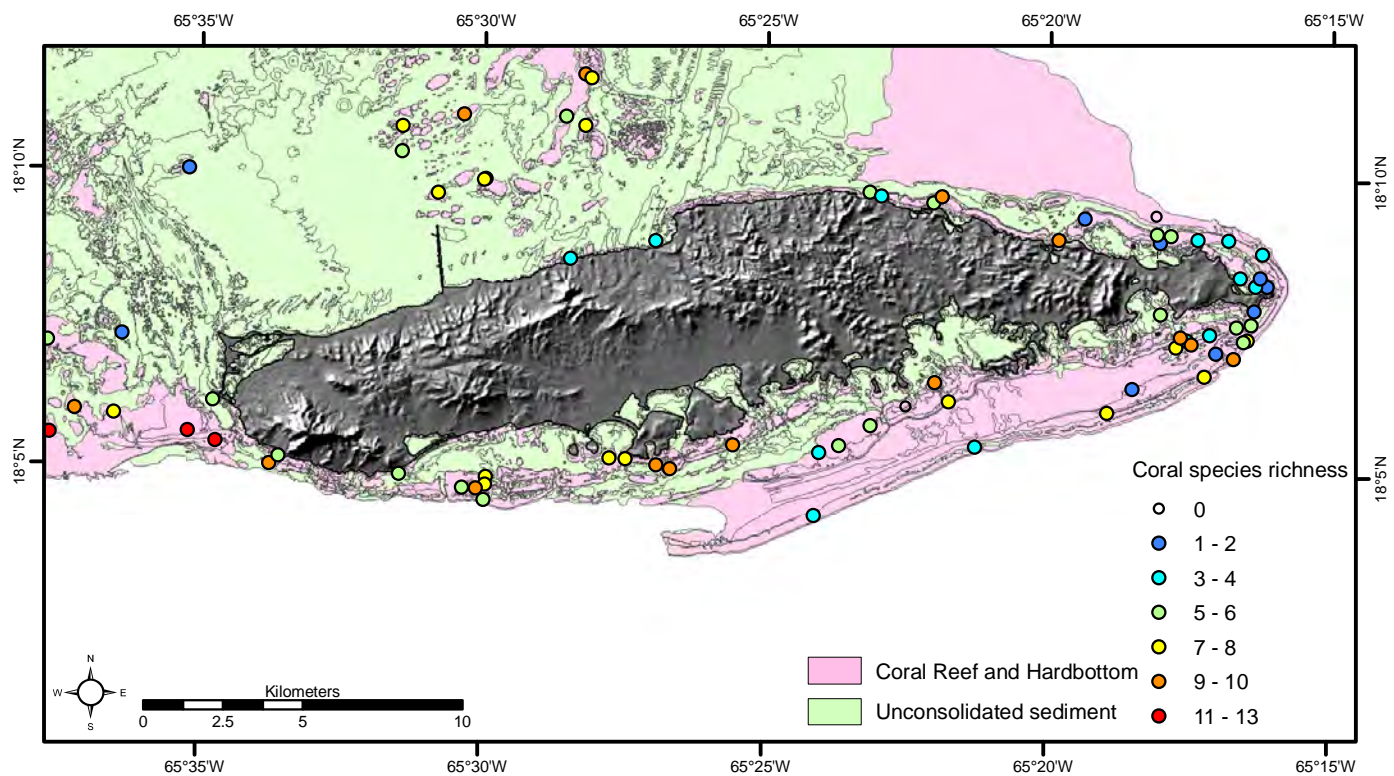 65°35'W 65°30'W 65°25'W 65°20'W 65°15'W
18°10'N 18°10'N
18°5'N 18°5'N
Coral species richness
0
1 - 2
3 - 4
5 - 6
7 - 8
9 - 10
11 - 13
Coral Reef and Hardbottom
Unconsolidated sediment
N
W E
S
Kilometers
0 2.5 5 10
65°35'W 65°30'W 65°25'W 65°20'W 65°15'W